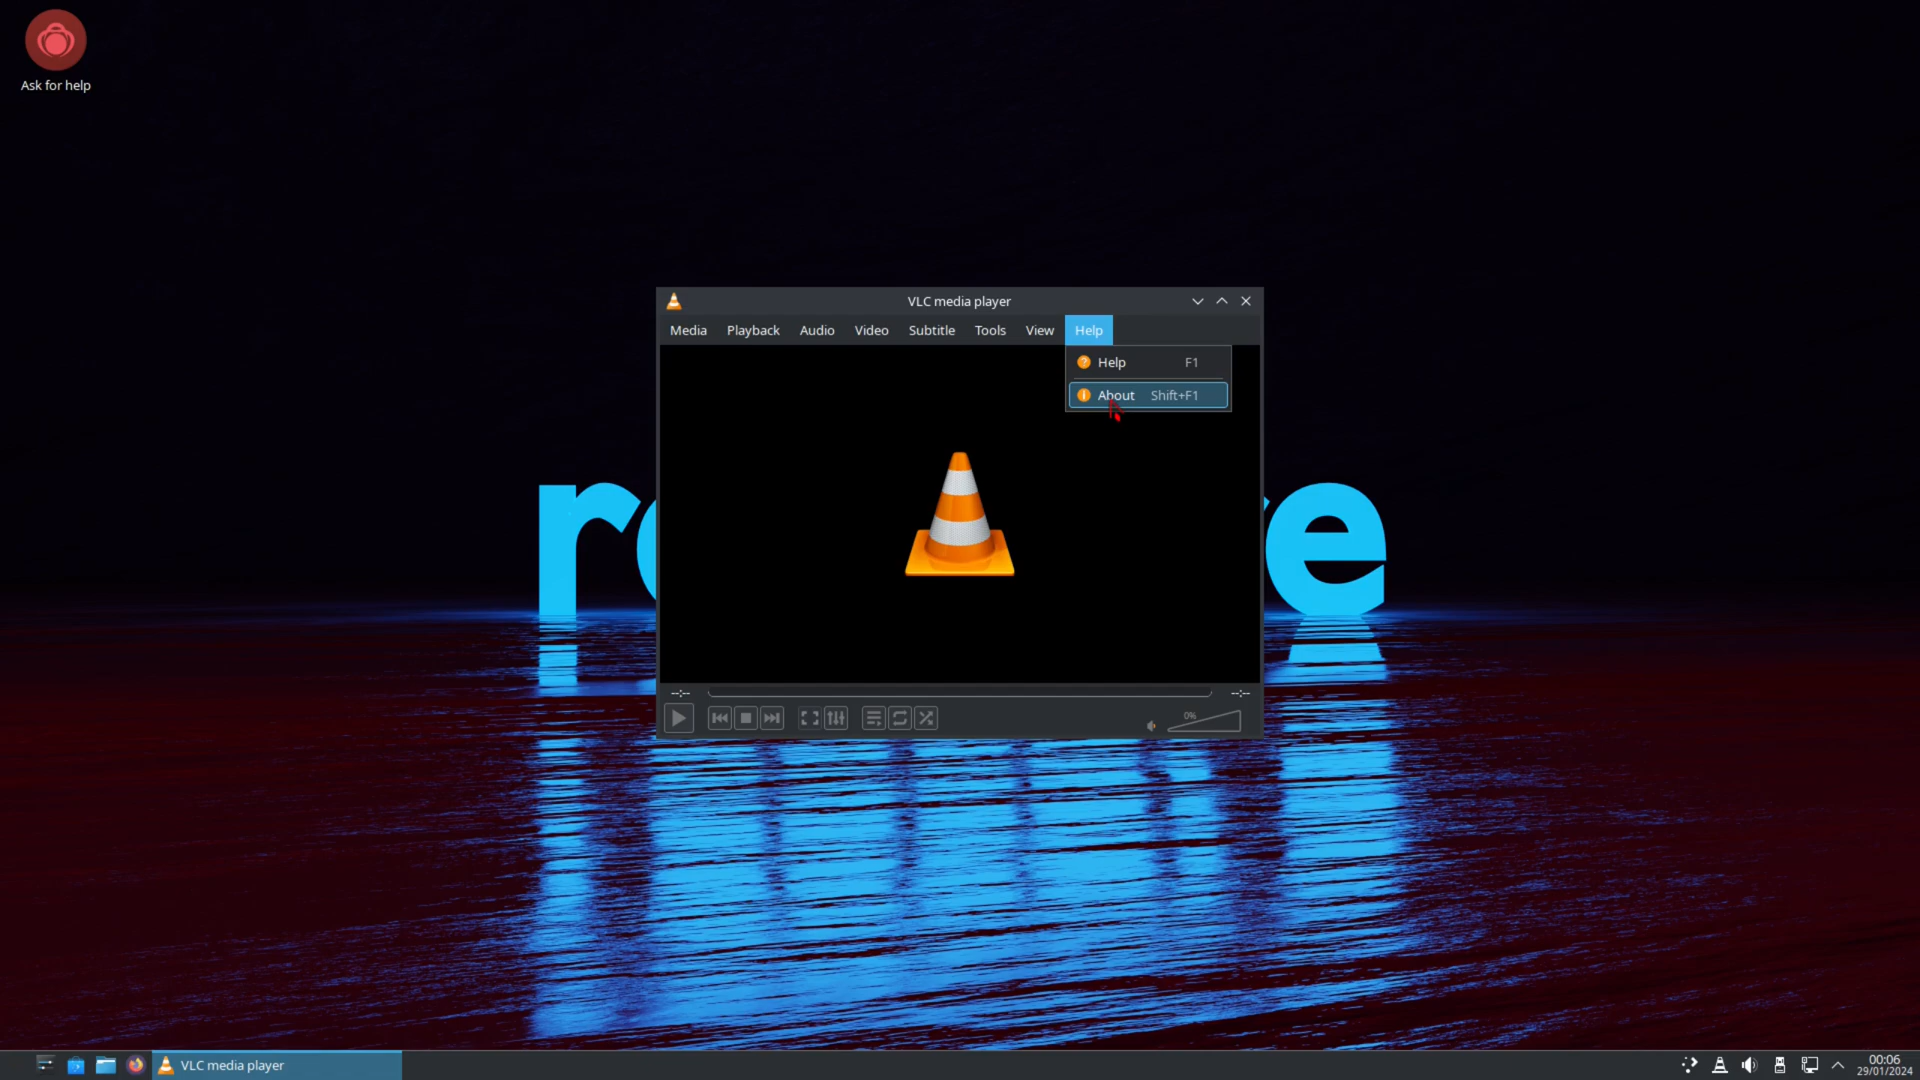 Ask for help
VLC media player
Media Playback Audio Video Subtitle Tools View Help
Help F1
About Shift+F1
r e
--:-- --:--
0%
VLC media player
00:06
29/01/2024